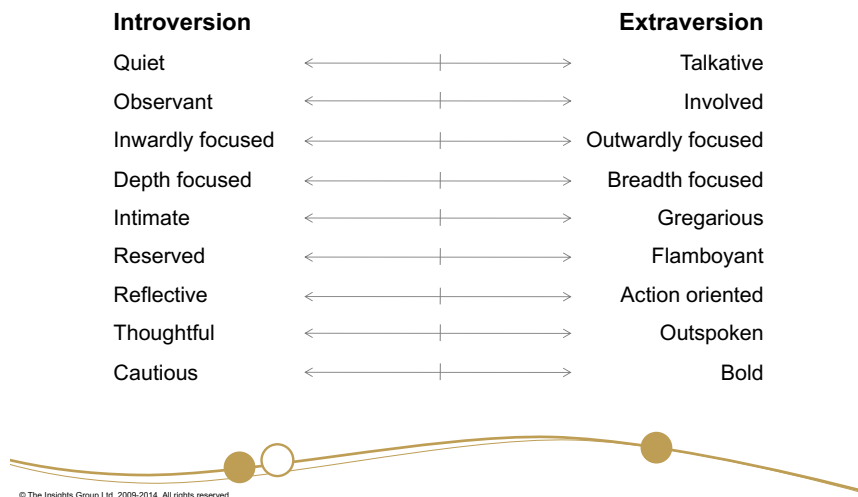 Introversion Extraversion
Quiet Talkative
Observant Involved
Inwardly focused Outwardly focused
Depth focused Breadth focused
Intimate Gregarious
Reserved Flamboyant
Reflective Action oriented
Thoughtful Outspoken
Cautious Bold
© The Insights Group Ltd, 2009-2014. All rights reserved